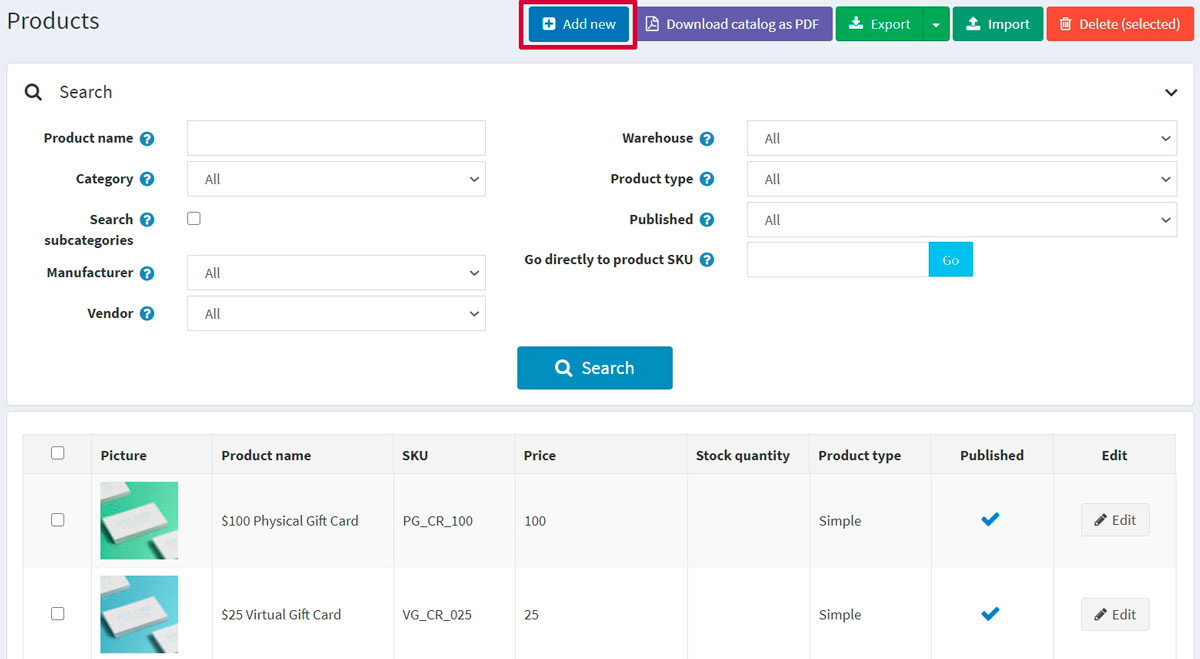 Products
Add new
Download catalog as PDF
Export
Import
Delete (selected)
Search
Product name
Warehouse
All
Category
All
Product type
All
Search
subcategories
Published
All
Manufacturer
All
Go directly to product SKU
Go
Vendor
All
Search
Picture
Product name
SKU
Price
Stock quantity
Product type
Published
Edit
$100 Physical Gift Card
PG_CR_100
100
Simple
Edit
$25 Virtual Gift Card
VG_CR_025
25
Simple
Edit